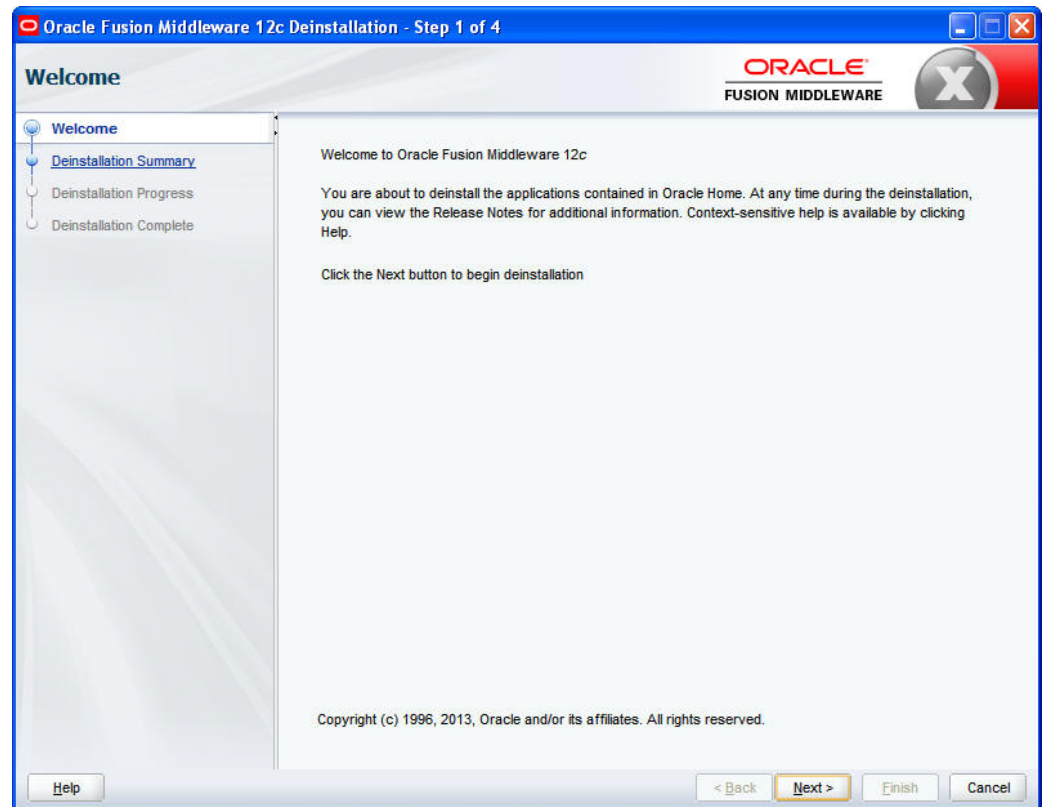 Oracle Fusion Middleware 12c Deinstallation - Step 1 of 4
Welcome
ORACLE
FUSION MIDDLEWARE
X
Welcome
Deinstallation Summary
Deinstallation Progress
Deinstallation Complete
Welcome to Oracle Fusion Middleware 12c
You are about to deinstall the applications contained in Oracle Home. At any time during the deinstallation,
you can view the Release Notes for additional information. Context-sensitive help is available by clicking
Help.
Click the Next button to begin deinstallation
Copyright (c) 1996, 2013, Oracle and/or its affiliates. All rights reserved.
Help
< Back
Next >
Finish
Cancel